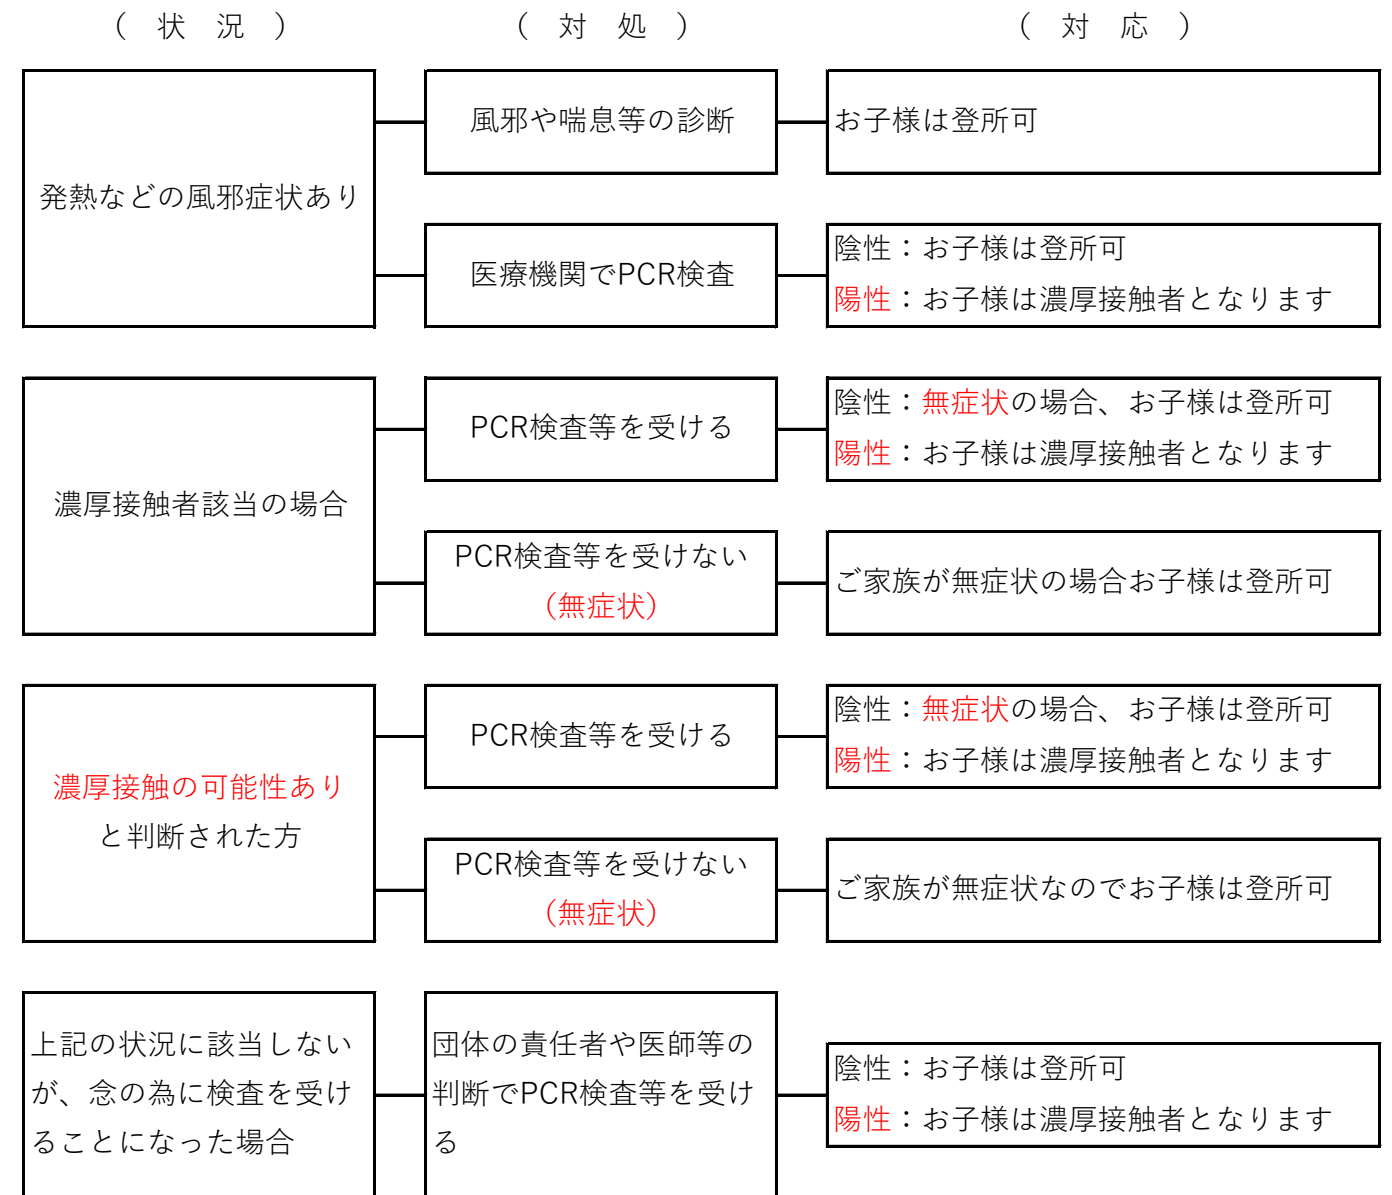 （ 状 況 ）
（ 対 処 ）
（ 対 応 ）
発熱などの風邪症状あり
風邪や喘息等の診断
お子様は登所可
医療機関でPCR検査
陰性：お子様は登所可
陽性：お子様は濃厚接触者となります
濃厚接触者該当の場合
PCR検査等を受ける
陰性：無症状の場合、お子様は登所可
陽性：お子様は濃厚接触者となります
PCR検査等を受けない
（無症状）
ご家族が無症状の場合お子様は登所可
濃厚接触の可能性あり
と判断された方
PCR検査等を受ける
陰性：無症状の場合、お子様は登所可
陽性：お子様は濃厚接触者となります
PCR検査等を受けない
（無症状）
ご家族が無症状なのでお子様は登所可
上記の状況に該当しない
が、念の為に検査を受け
ることになった場合
団体の責任者や医師等の
判断でPCR検査等を受け
る
陰性：お子様は登所可
陽性：お子様は濃厚接触者となります